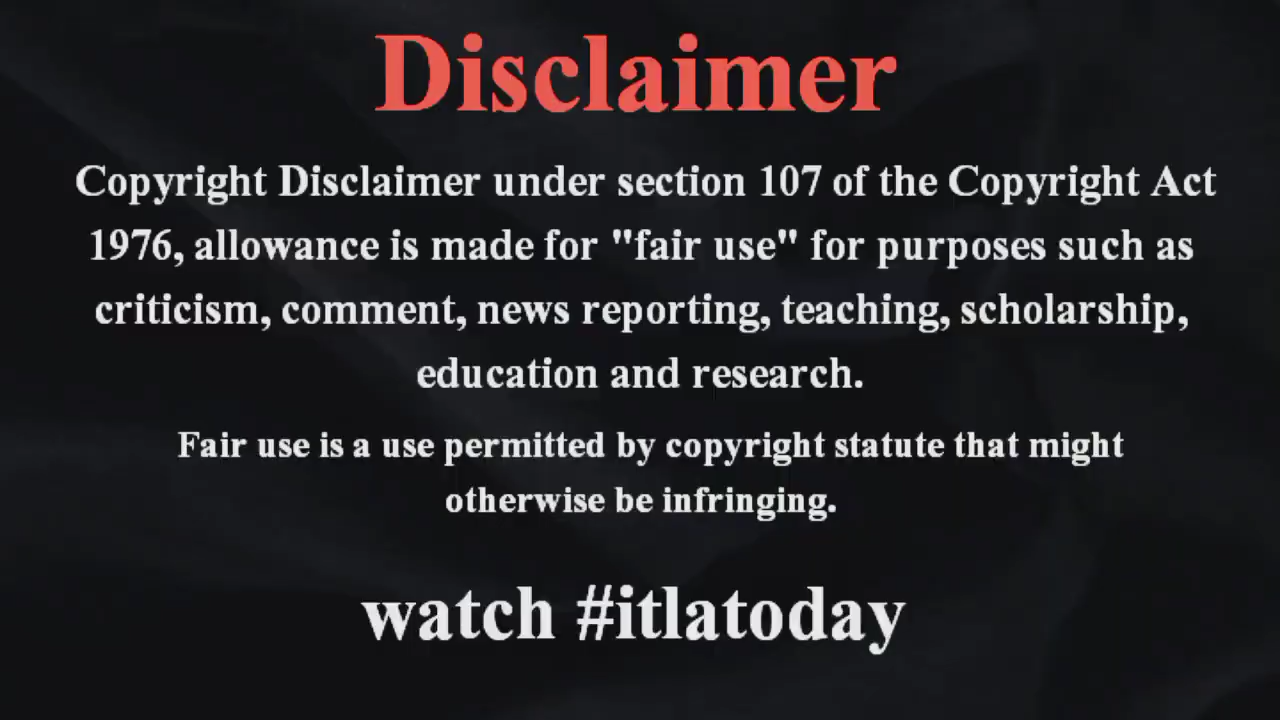 Disclaimer
Copyright Disclaimer under section 107 of the Copyright Act
1976, allowance is made for "fair use" for purposes such as
criticism, comment, news reporting, teaching, scholarship,
education and research.
Fair use is a use permitted by copyright statute that might
otherwise be infringing.
watch #itlatoday